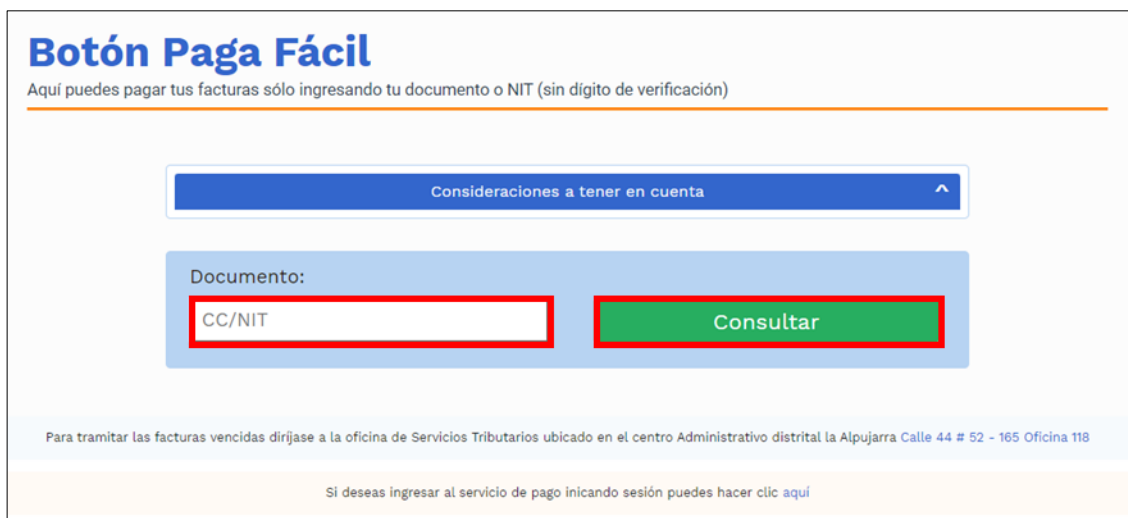 Botón Paga Fácil
Aquí puedes pagar tus facturas sólo ingresando tu documento o NIT (sin dígito de verificación)
Consideraciones a tener en cuenta
Documento:
CC/NIT
Consultar
Para tramitar las facturas vencidas diríjase a la oficina de Servicios Tributarios ubicado en el centro Administrativo distrital la Alpujarra Calle 44 # 52 - 165 Oficina 118
Si deseas ingresar al servicio de pago inicando sesión puedes hacer clic aquí